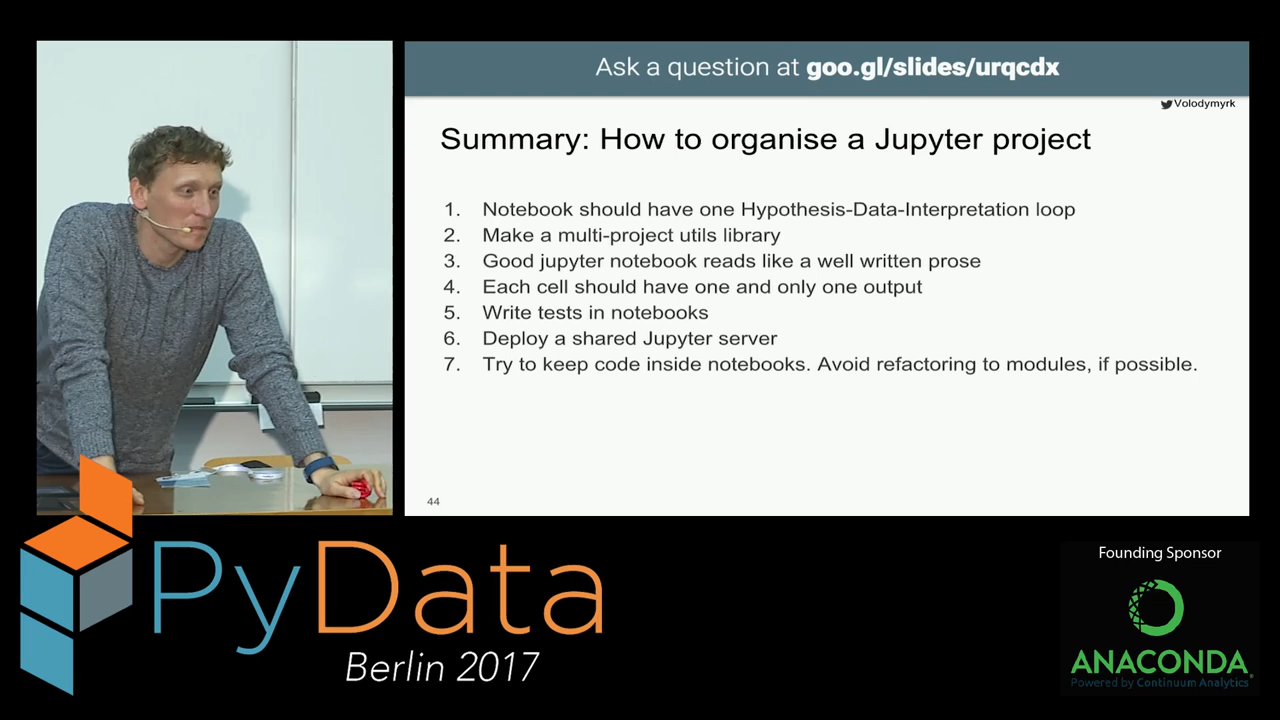 Ask a question at goo.gl/slides/urqcdx
Volodymyrk
Summary: How to organise a Jupyter project
1. Notebook should have one Hypothesis-Data-Interpretation loop
2. Make a multi-project utils library
3. Good jupyter notebook reads like a well written prose
4. Each cell should have one and only one output
5. Write tests in notebooks
6. Deploy a shared Jupyter server
7. Try to keep code inside notebooks. Avoid refactoring to modules, if possible.
44
PyData
Berlin 2017
Founding Sponsor
ANACONDA
Powered by Continuum Analytics